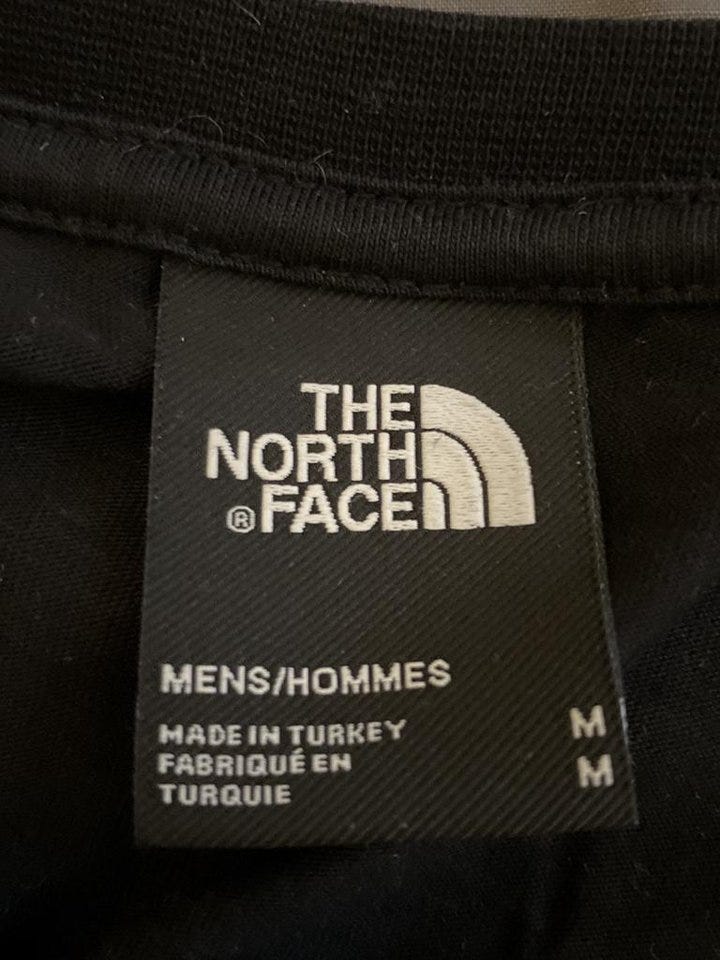 THE
NORTH
® FACE
MENS/HOMMES
MADE IN TURKEY M
FABRIQUÉ EN M
TURQUIE